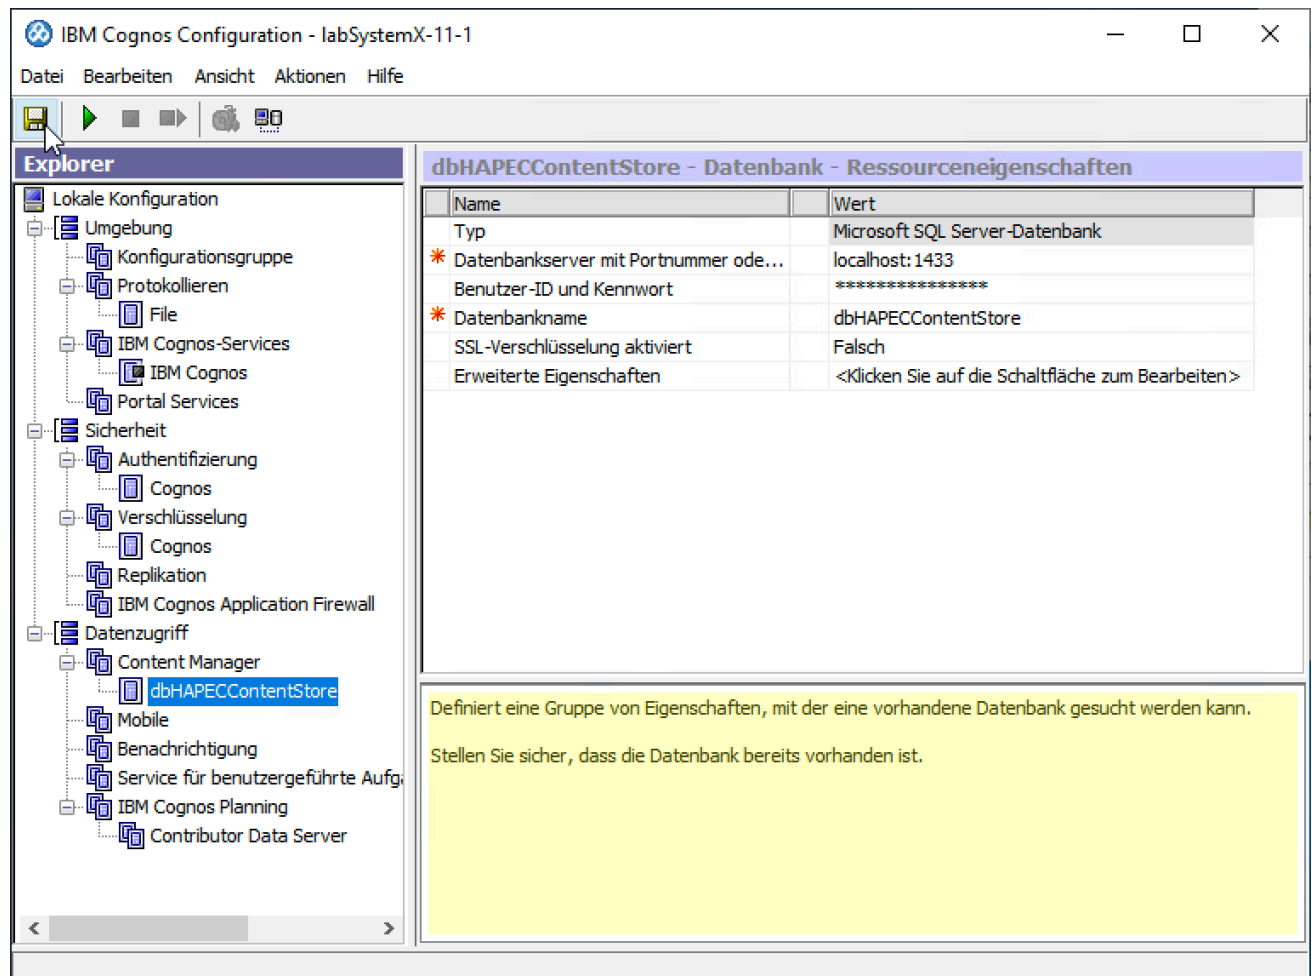 IBM Cognos Configuration - labSystemX-11-1
Datei Bearbeiten Ansicht Aktionen Hilfe
Explorer
Lokale Konfiguration
Umgebung
Konfigurationsgruppe
Protokollieren
File
IBM Cognos-Services
IBM Cognos
Portal Services
Sicherheit
Authentifizierung
Cognos
Verschlüsselung
Cognos
Replikation
IBM Cognos Application Firewall
Datenzugriff
Content Manager
dbHAPECContentStore
Mobile
Benachrichtigung
Service für benutzergeführte Aufga
IBM Cognos Planning
Contributor Data Server
dbHAPECContentStore - Datenbank - Ressourceneigenschaften
Name Wert
Typ Microsoft SQL Server-Datenbank
* Datenbankserver mit Portnummer ode... localhost:1433
Benutzer-ID und Kennwort ***************
* Datenbankname dbHAPECContentStore
SSL-Verschlüsselung aktiviert Falsch
Erweiterte Eigenschaften <Klicken Sie auf die Schaltfläche zum Bearbeiten>
Definiert eine Gruppe von Eigenschaften, mit der eine vorhandene Datenbank gesucht werden kann.
Stellen Sie sicher, dass die Datenbank bereits vorhanden ist.